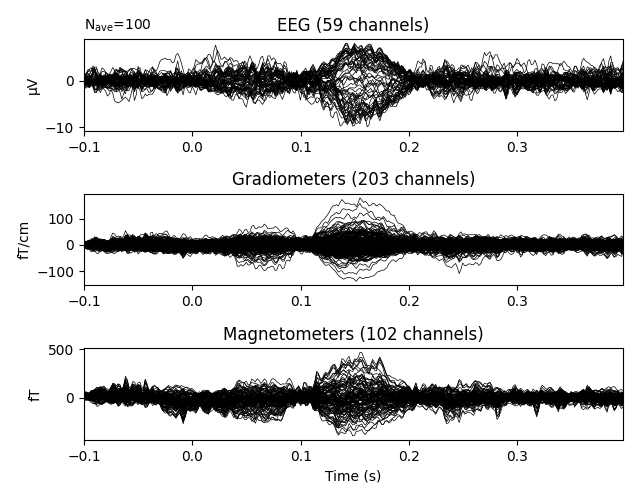 Nave=100
EEG (59 channels)
µV
0
−10
−0.1 0.0 0.1 0.2 0.3
Gradiometers (203 channels)
fT/cm
100
0
−100
−0.1 0.0 0.1 0.2 0.3
Magnetometers (102 channels)
fT
500
0
−0.1 0.0 0.1 0.2 0.3
Time (s)